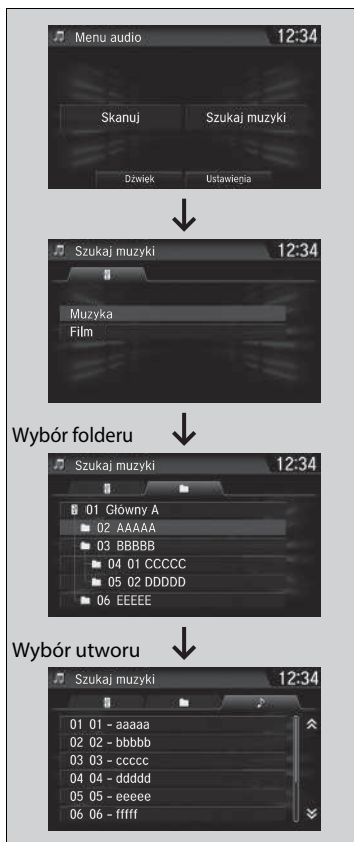 Menu audio 12:34
Skanuj Szukaj muzyki
Dźwięk Ustawienia
Szukaj muzyki 12:34
Muzyka
Film
Wybór folderu
Szukaj muzyki 12:34
01 Główny A
02 AAAAA
03 BBBBB
04 01 CCCCC
05 02 DDDDD
06 EEEEE
Wybór utworu
Szukaj muzyki 12:34
01 01 – aaaaa
02 02 – bbbbb
03 03 – ccccc
04 04 – ddddd
05 05 – eeeee
06 06 – fffff